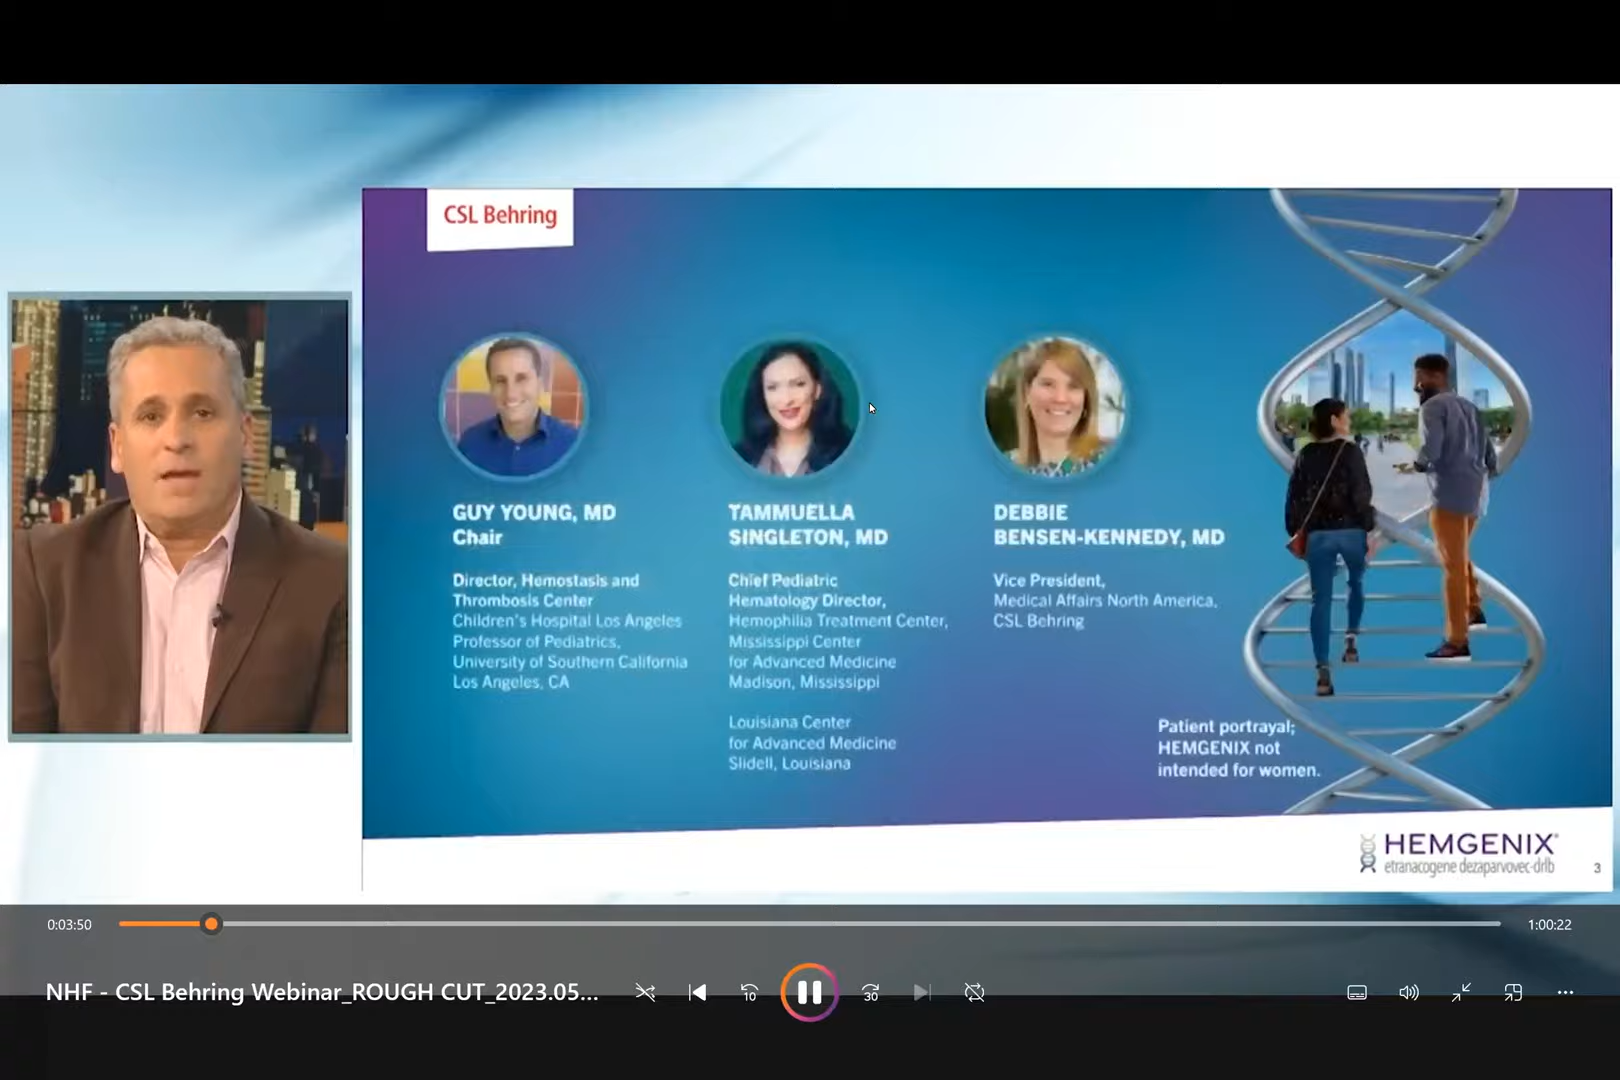 CSL Behring
GUY YOUNG, MD
Chair
Director, Hemostasis and
Thrombosis Center
Children's Hospital Los Angeles
Professor of Pediatrics,
University of Southern California
Los Angeles, CA
TAMMUELLA
SINGLETON, MD
Chief Pediatric
Hematology Director,
Hemophilia Treatment Center,
Mississippi Center
for Advanced Medicine
Madison, Mississippi
Louisiana Center
for Advanced Medicine
Slidell, Louisiana
DEBBIE
BENSEN-KENNEDY, MD
Vice President,
Medical Affairs North America,
CSL Behring
Patient portrayal;
HEMGENIX not
intended for women.
HEMGENIX®
etranacogene dezaparvovec-drlb
3
0:03:50
1:00:22
NHF - CSL Behring Webinar_ROUGH CUT_2023.05...
10
30